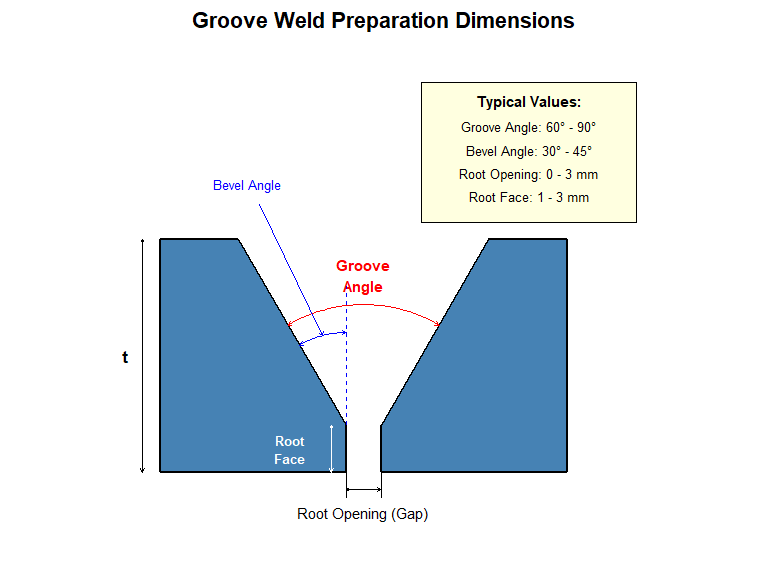 Groove Weld Preparation Dimensions
Typical Values:
Groove Angle: 60° - 90°
Bevel Angle: 30° - 45°
Root Opening: 0 - 3 mm
Root Face: 1 - 3 mm
Bevel Angle
Groove
Angle
t
Root
Face
Root Opening (Gap)